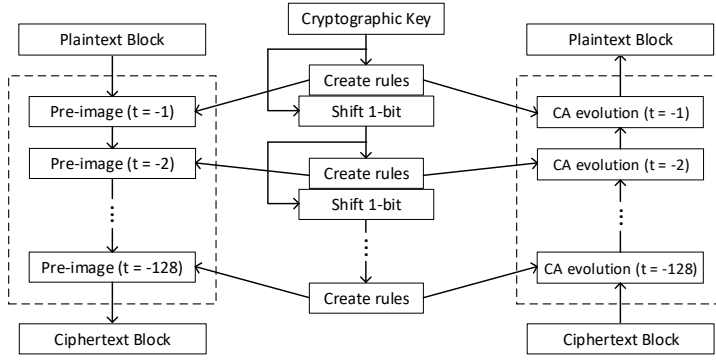 Cryptographic Key
Plaintext Block
Plaintext Block
Create rules
Pre-image (t = -1)
Shift 1-bit
CA evolution (t = -1)
Pre-image (t = -2)
Create rules
CA evolution (t = -2)
Shift 1-bit
...
...
...
Pre-image (t = -128)
CA evolution (t = -128)
Create rules
Ciphertext Block
Ciphertext Block